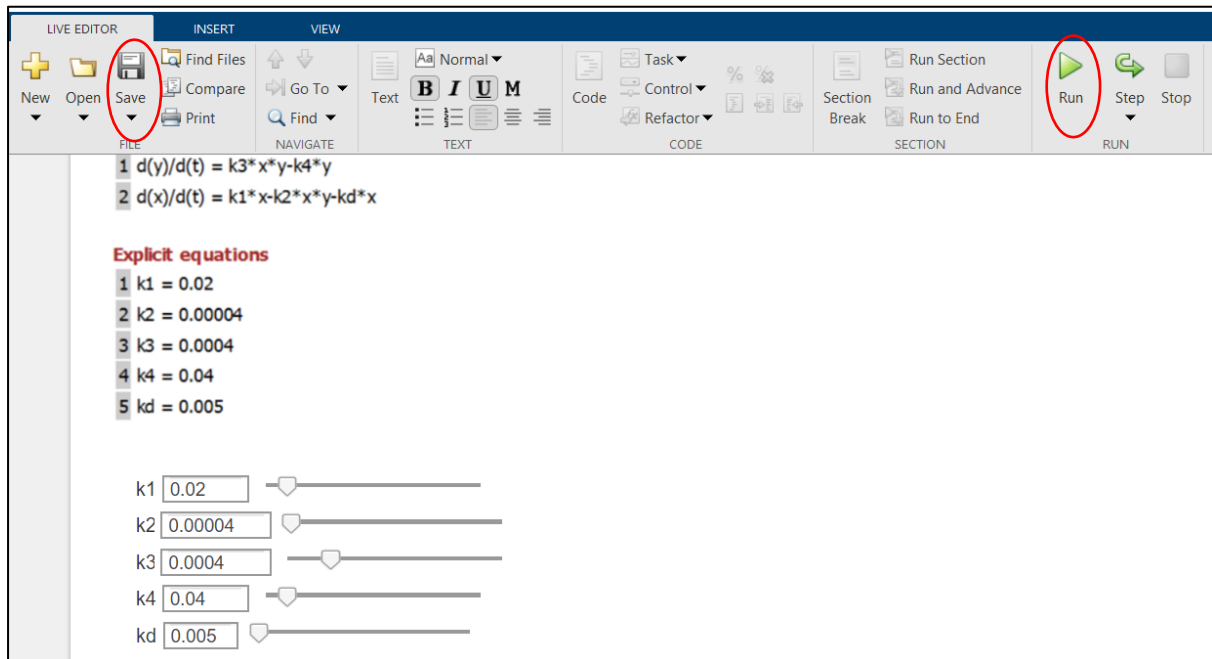 LIVE EDITOR INSERT VIEW
New Open Save Find Files Compare Print
FILE
Go To Find
NAVIGATE
Text Aa Normal B I U M
TEXT
Code Task Control Refactor
CODE
Section Break Run Section Run and Advance Run to End
SECTION
Run Step Stop
RUN
1 d(y)/d(t) = k3*x*y-k4*y
2 d(x)/d(t) = k1*x-k2*x*y-kd*x
Explicit equations
1 k1 = 0.02
2 k2 = 0.00004
3 k3 = 0.0004
4 k4 = 0.04
5 kd = 0.005
k1 0.02
k2 0.00004
k3 0.0004
k4 0.04
kd 0.005